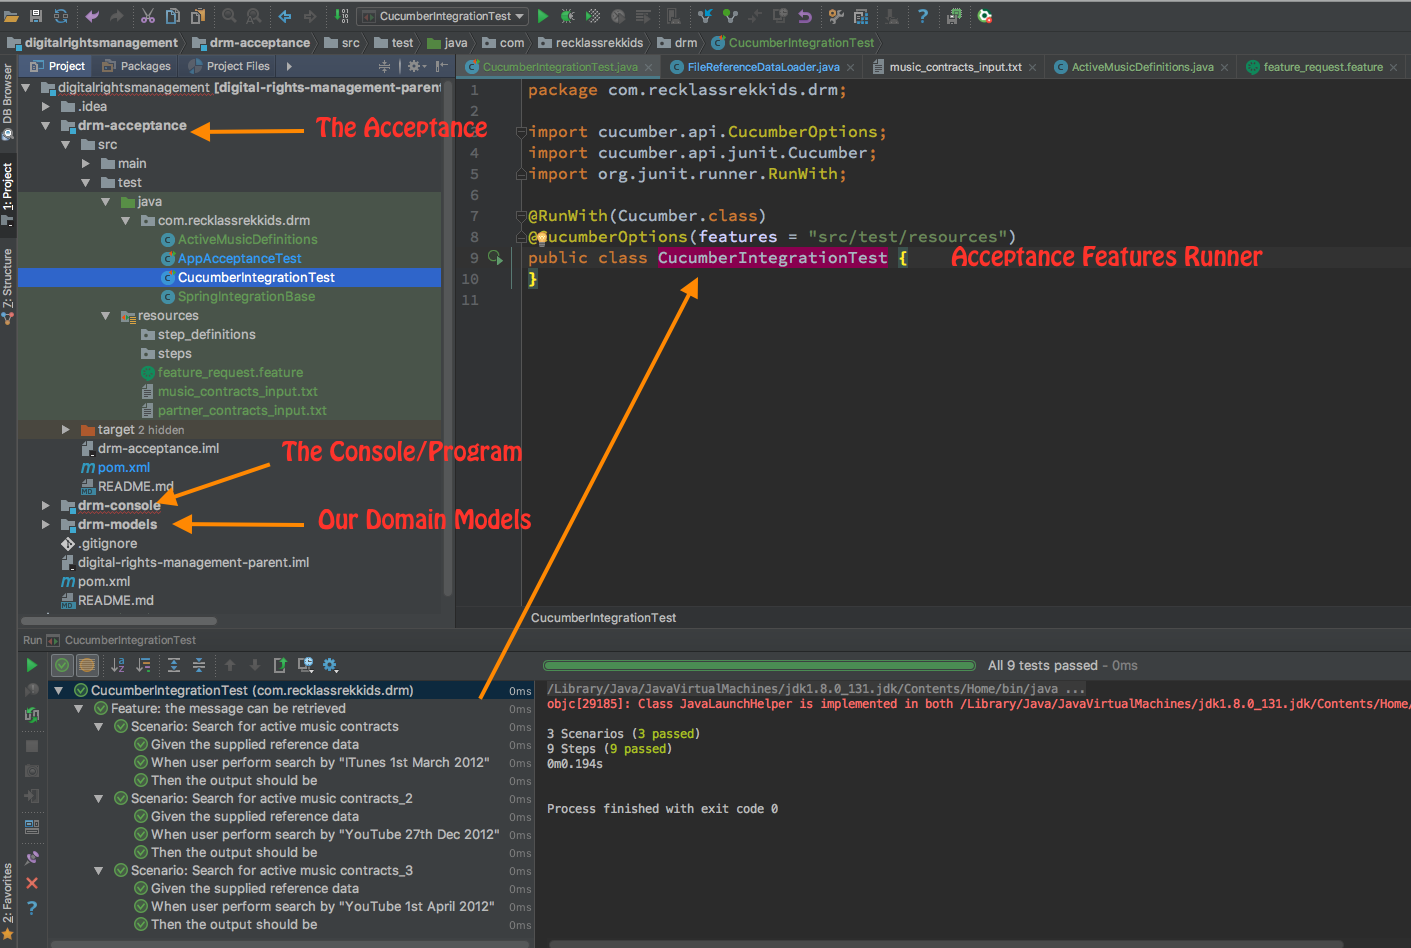 CucumberIntegrationTest
digitalrightsmanagement drm-acceptance src test java com recklassrekkids drm CucumberIntegrationTest
Project Packages Project Files
CucumberIntegrationTest.java FileReferenceDataLoader.java music_contracts_input.txt ActiveMusicDefinitions.java feature_request.feature
DB Browser
1: Project
7: Structure
2: Favorites
digitalrightsmanagement [digital-rights-management-parent
.idea
drm-acceptance
The Acceptance
src
main
test
java
com.recklassrekkids.drm
ActiveMusicDefinitions
AppAcceptanceTest
CucumberIntegrationTest
SpringIntegrationBase
resources
step_definitions
steps
feature_request.feature
music_contracts_input.txt
partner_contracts_input.txt
target 2 hidden
drm-acceptance.iml
The Console/Program
pom.xml
README.md
drm-console
drm-models
Our Domain Models
.gitignore
digital-rights-management-parent.iml
pom.xml
README.md
1 package com.recklassrekkids.drm;
2
import cucumber.api.CucumberOptions;
4 import cucumber.api.junit.Cucumber;
5 import org.junit.runner.RunWith;
6
7 @RunWith(Cucumber.class)
8 @CucumberOptions(features = "src/test/resources")
9 public class CucumberIntegrationTest {
Acceptance Features Runner
10 }
11
CucumberIntegrationTest
Run CucumberIntegrationTest
All 9 tests passed - 0ms
CucumberIntegrationTest (com.recklassrekkids.drm) 0ms
Feature: the message can be retrieved 0ms
Scenario: Search for active music contracts 0ms
Given the supplied reference data 0ms
When user perform search by "ITunes 1st March 2012" 0ms
Then the output should be 0ms
Scenario: Search for active music contracts_2 0ms
Given the supplied reference data 0ms
When user perform search by "YouTube 27th Dec 2012" 0ms
Then the output should be 0ms
Scenario: Search for active music contracts_3 0ms
Given the supplied reference data 0ms
When user perform search by "YouTube 1st April 2012" 0ms
Then the output should be 0ms
/Library/Java/JavaVirtualMachines/jdk1.8.0_131.jdk/Contents/Home/bin/java ...
objc[29185]: Class JavaLaunchHelper is implemented in both /Library/Java/JavaVirtualMachines/jdk1.8.0_131.jdk/Contents/Home/
3 Scenarios (3 passed)
9 Steps (9 passed)
0m0.194s
Process finished with exit code 0